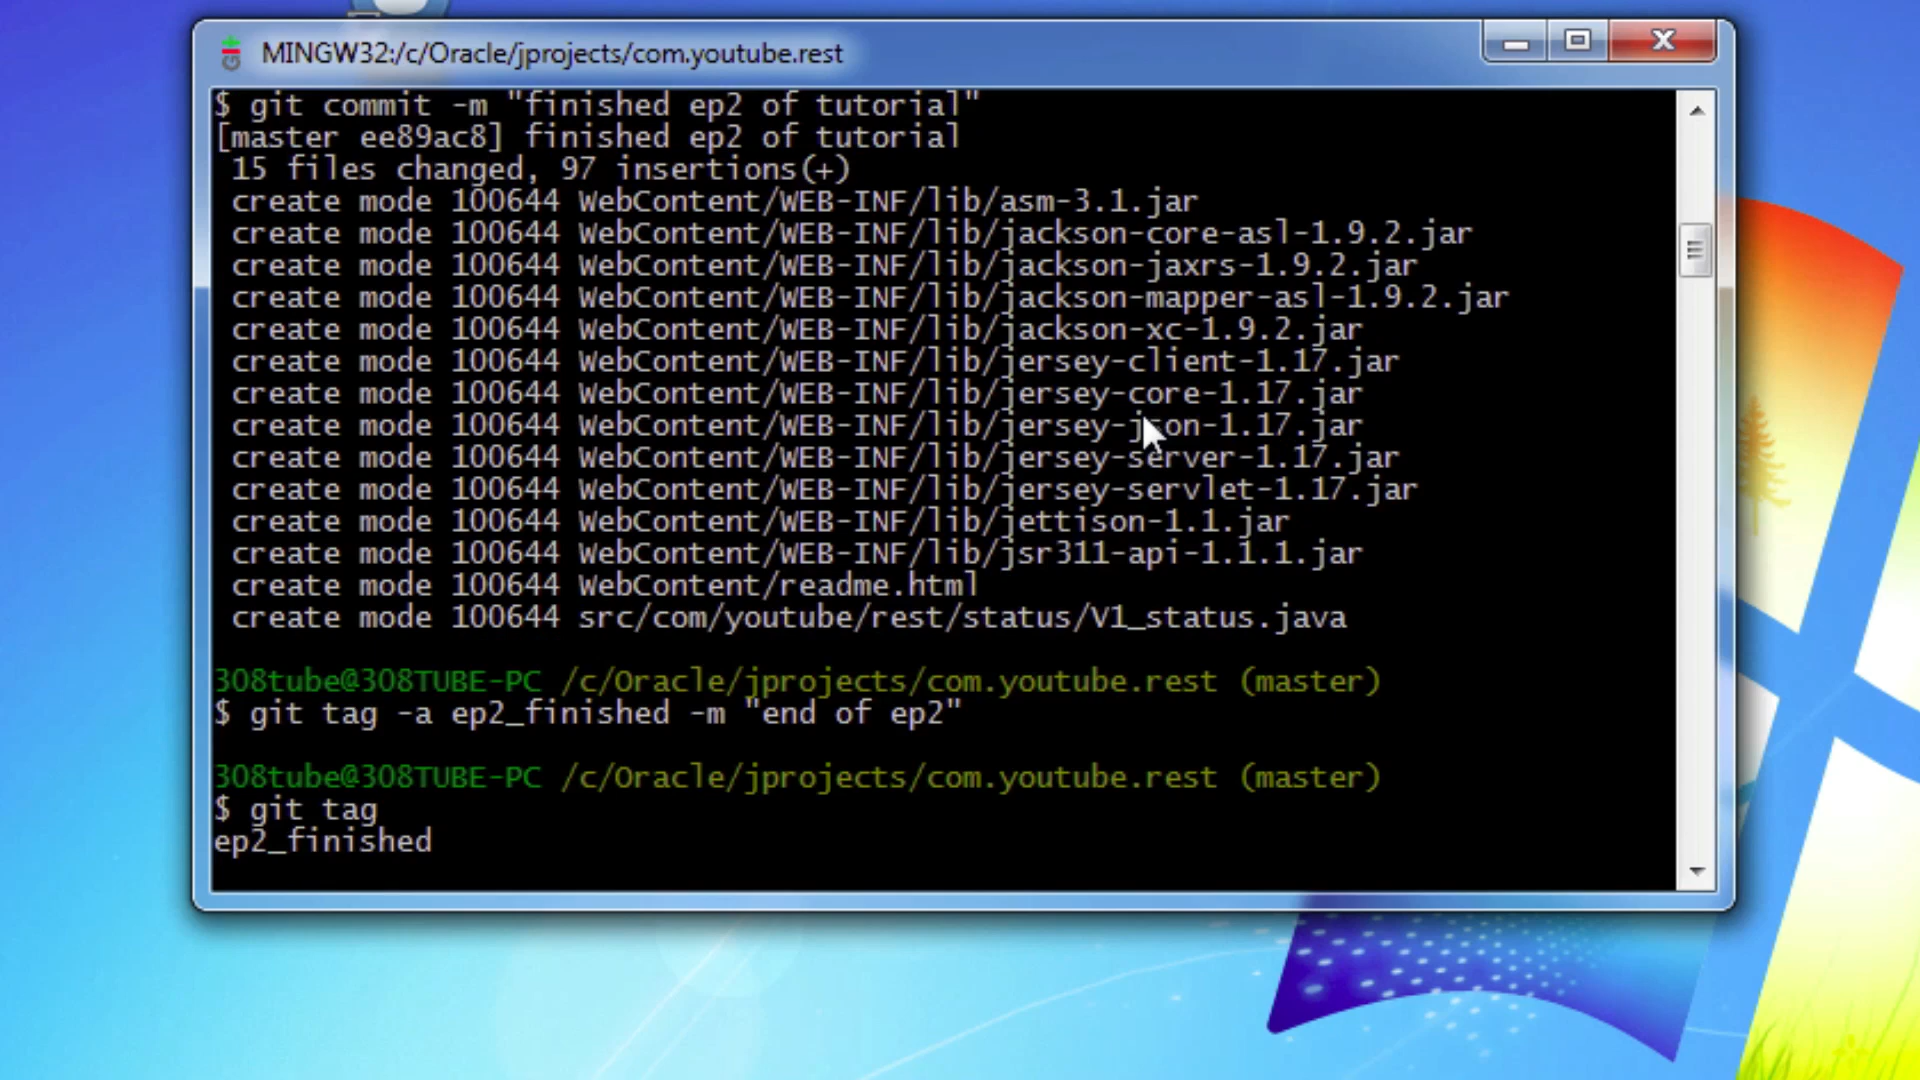 MINGW32:/c/Oracle/jprojects/com.youtube.rest
$ git commit -m "finished ep2 of tutorial"
[master ee89ac8] finished ep2 of tutorial
15 files changed, 97 insertions(+)
create mode 100644 WebContent/WEB-INF/lib/asm-3.1.jar
create mode 100644 WebContent/WEB-INF/lib/jackson-core-asl-1.9.2.jar
create mode 100644 WebContent/WEB-INF/lib/jackson-jaxrs-1.9.2.jar
create mode 100644 WebContent/WEB-INF/lib/jackson-mapper-asl-1.9.2.jar
create mode 100644 WebContent/WEB-INF/lib/jackson-xc-1.9.2.jar
create mode 100644 WebContent/WEB-INF/lib/jersey-client-1.17.jar
create mode 100644 WebContent/WEB-INF/lib/jersey-core-1.17.jar
create mode 100644 WebContent/WEB-INF/lib/jersey-json-1.17.jar
create mode 100644 WebContent/WEB-INF/lib/jersey-server-1.17.jar
create mode 100644 WebContent/WEB-INF/lib/jersey-servlet-1.17.jar
create mode 100644 WebContent/WEB-INF/lib/jettison-1.1.jar
create mode 100644 WebContent/WEB-INF/lib/jsr311-api-1.1.1.jar
create mode 100644 WebContent/readme.html
create mode 100644 src/com/youtube/rest/status/V1_status.java
308tube@308TUBE-PC /c/Oracle/jprojects/com.youtube.rest (master)
$ git tag -a ep2_finished -m "end of ep2"
308tube@308TUBE-PC /c/Oracle/jprojects/com.youtube.rest (master)
$ git tag
ep2_finished